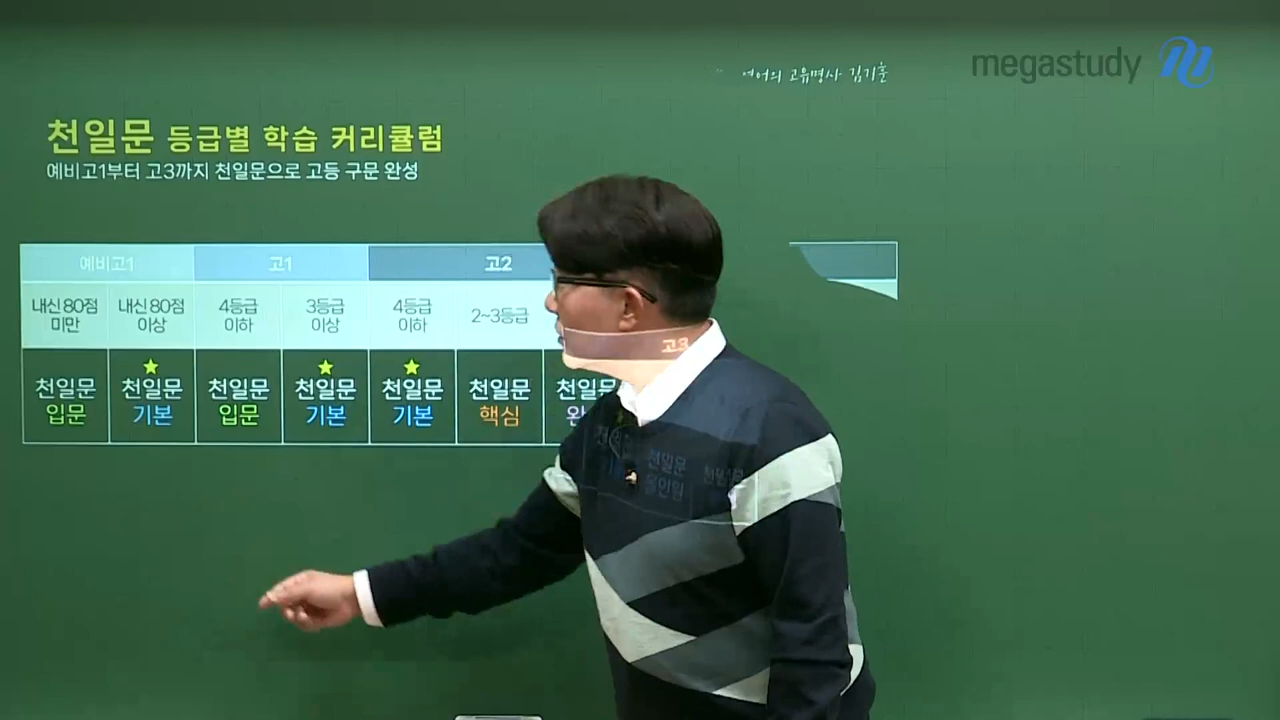 영어의 고유명사 김기훈
megastudy
천일문 등급별 학습 커리큘럼
예비고1부터 고3까지 천일문으로 고등 구문 완성
예비고1 고1 고2
내신 80점 미만
내신 80점 이상
4등급 이하
3등급 이상
4등급 이하
2~3등급
고3
천일문 입문
천일문 기본
천일문 입문
천일문 기본
천일문 기본
천일문 핵심
천일문
천일문 올인원